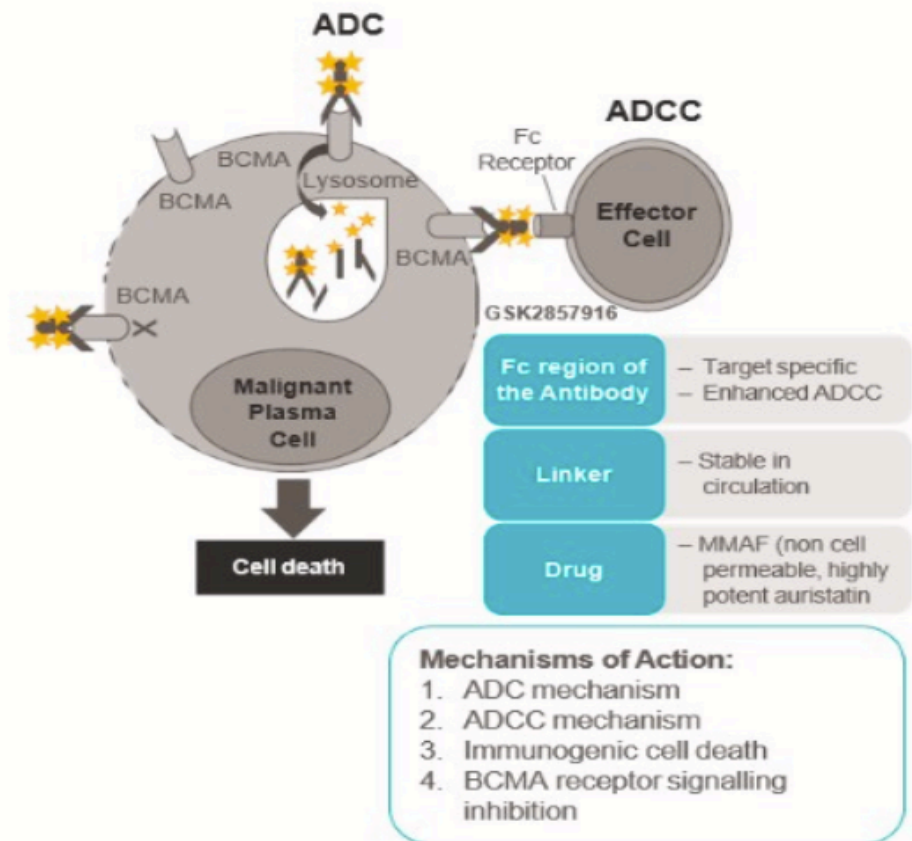 ADC
ADCC
Fc
Receptor
BCMA
Lysosome
BCMA
Effector
Cell
BCMA
BCMA
GSK2857916
Malignant
Plasma
Cell
Fc region of
the Antibody
– Target specific
– Enhanced ADCC
Linker
– Stable in
circulation
Cell death
Drug
– MMAF (non cell
permeable, highly
potent auristatin
Mechanisms of Action:
1. ADC mechanism
2. ADCC mechanism
3. Immunogenic cell death
4. BCMA receptor signalling
inhibition